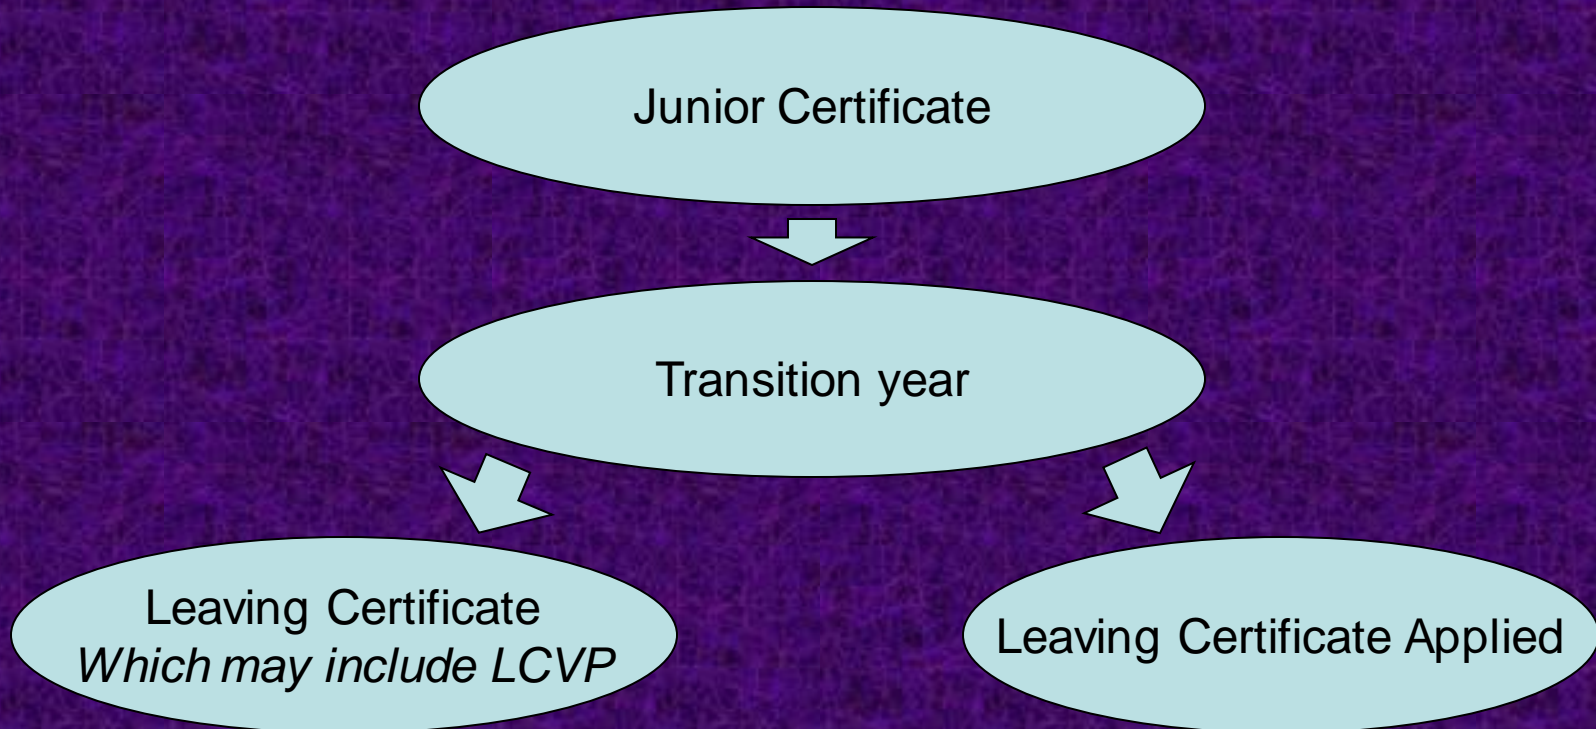 Junior Certificate
Transition year
Leaving Certificate
Which may include LCVP
Leaving Certificate Applied